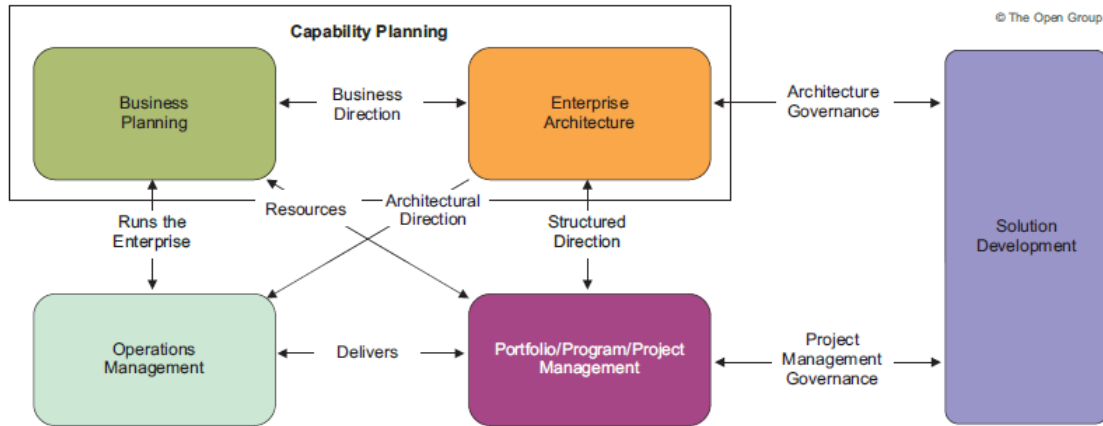 © The Open Group
Capability Planning
Business
Planning
Business
Direction
Enterprise
Architecture
Architecture
Governance
Runs the
Enterprise
Resources
Architectural
Direction
Structured
Direction
Solution
Development
Operations
Management
Delivers
Portfolio/Program/Project
Management
Project
Management
Governance